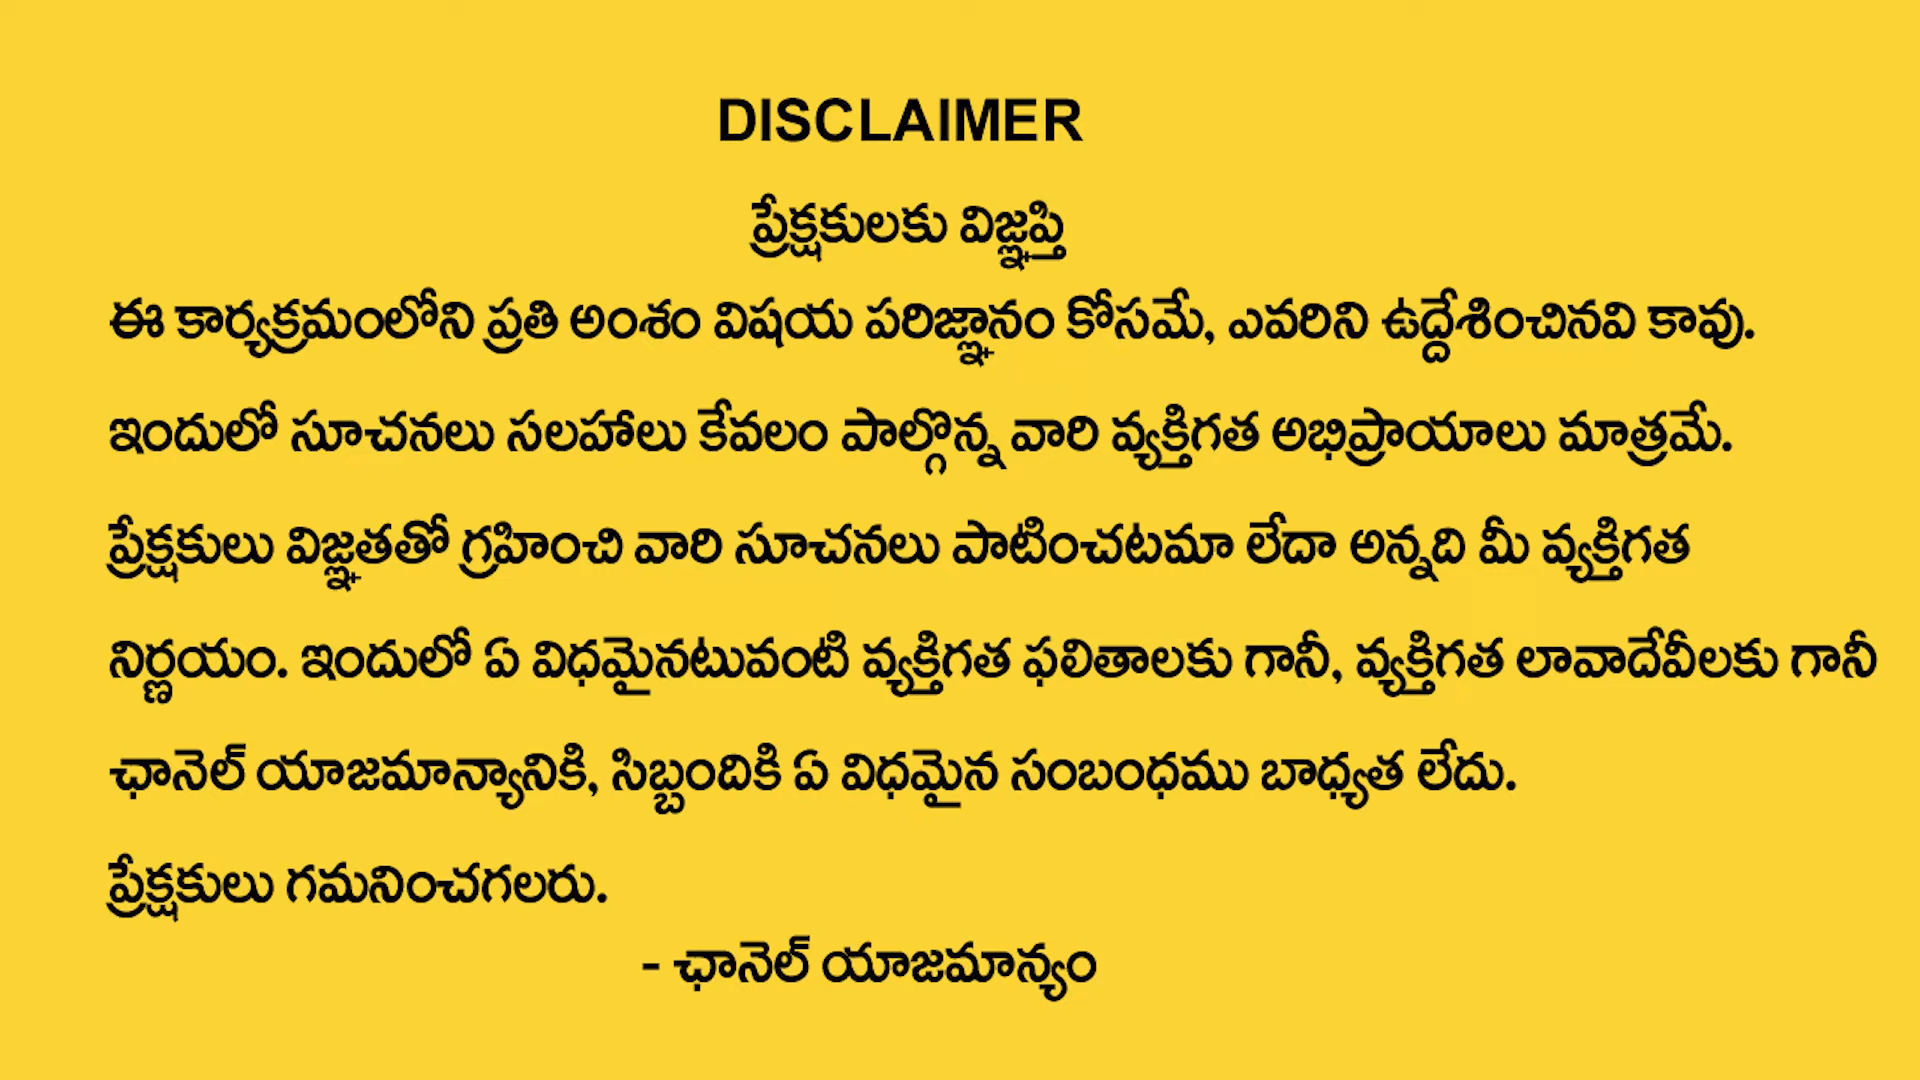 DISCLAIMER
ప్రేక్షకులకు విజ్ఞప్తి
ఈ కార్యక్రమంలోని ప్రతి అంశం విషయ పరిజ్ఞానం కోసమే, ఎవరిని ఉద్దేశించినవి కావు.
ఇందులో సూచనలు సలహాలు కేవలం పాల్గొన్న వారి వ్యక్తిగత అభిప్రాయాలు మాత్రమే.
ప్రేక్షకులు విజ్ఞతతో గ్రహించి వారి సూచనలు పాటించటమా లేదా అన్నది మీ వ్యక్తిగత
నిర్ణయం. ఇందులో ఏ విధమైనటువంటి వ్యక్తిగత ఫలితాలకు గానీ, వ్యక్తిగత లావాదేవీలకు గానీ
ఛానెల్ యాజమాన్యానికి, సిబ్బందికి ఏ విధమైన సంబంధము బాధ్యత లేదు.
ప్రేక్షకులు గమనించగలరు.
- ఛానెల్ యాజమాన్యం